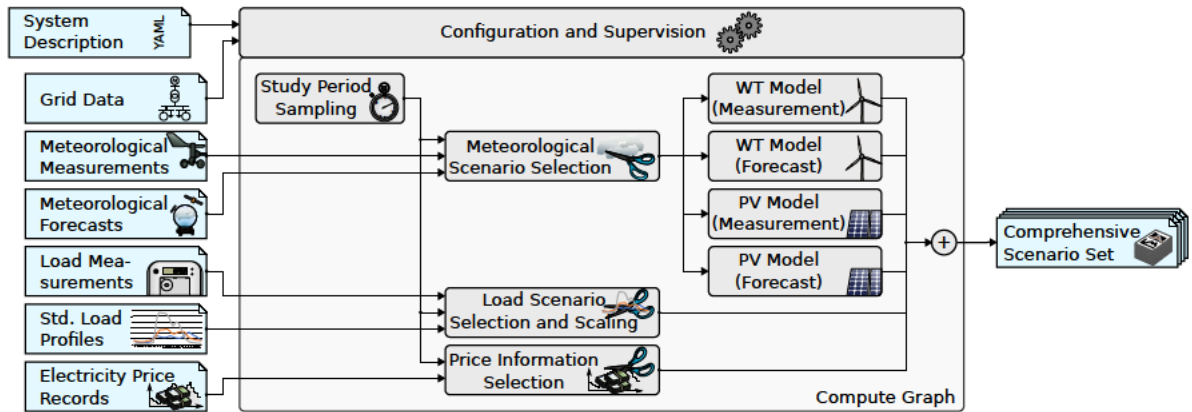 System
Description
YAML
Configuration and Supervision
Grid Data
Study Period
Sampling
WT Model
(Measurement)
Meteorological
Measurements
Meteorological
Scenario Selection
WT Model
(Forecast)
Meteorological
Forecasts
PV Model
(Measurement)
Comprehensive
Scenario Set
+
Load Mea-
surements
PV Model
(Forecast)
Load Scenario
Selection and Scaling
Std. Load
Profiles
Price Information
Selection
Electricity Price
Records
Compute Graph